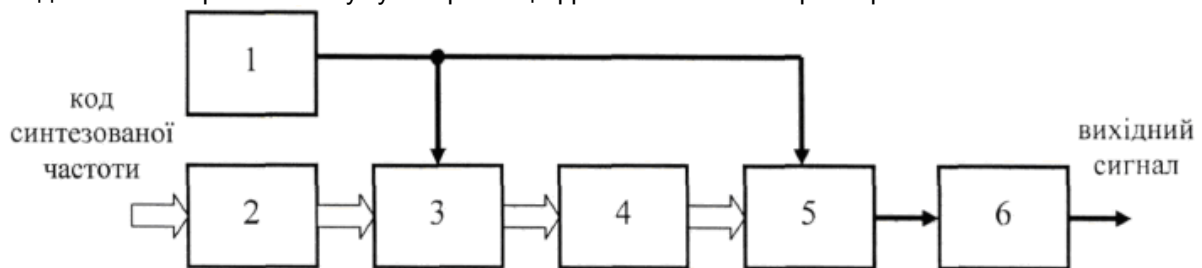 1
код
синтезованої
частоти
вихідний
сигнал
2
3
4
5
6